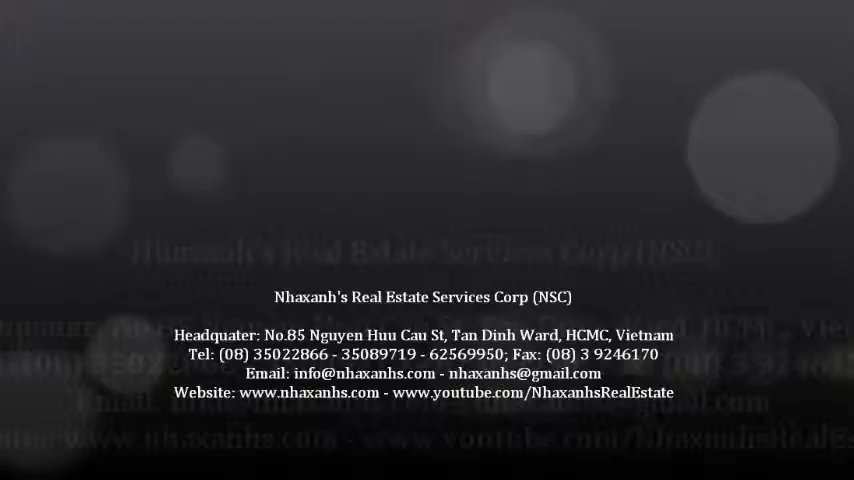 Nhaxanh's Real Estate Services Corp (NSC)
Headquater: No.85 Nguyen Huu Cau St, Tan Dinh Ward, HCMC, Vietnam
Tel: (08) 35022866 - 35089719 - 62569950; Fax: (08) 3 9246170
Email: info@nhaxanhs.com - nhaxanhs@gmail.com
Website: www.nhaxanhs.com - www.youtube.com/NhaxanhsRealEstate